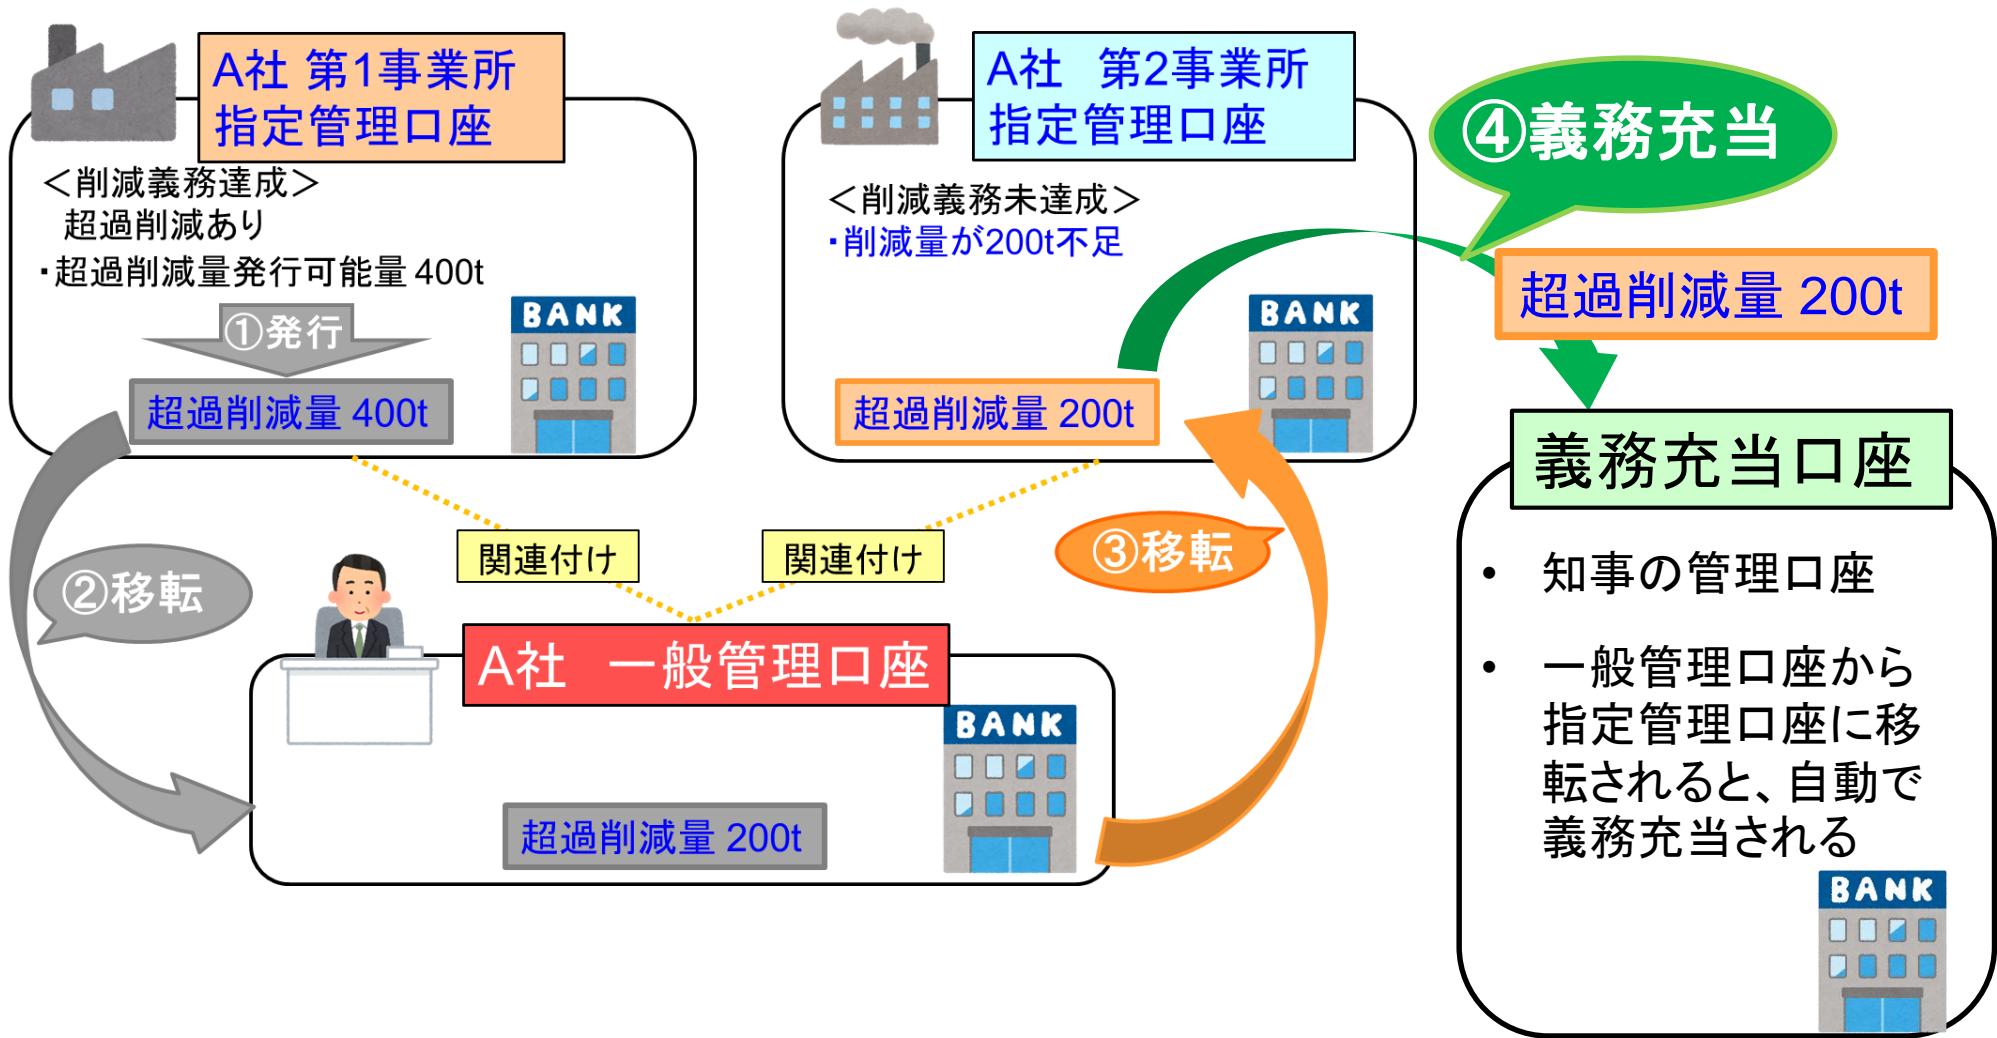 A社 第1事業所
指定管理口座
＜削減義務達成＞
超過削減あり
・超過削減量発行可能量 400t
①発行
BANK
超過削減量 400t
A社　第2事業所
指定管理口座
＜削減義務未達成＞
・削減量が200t不足
BANK
超過削減量 200t
④義務充当
超過削減量 200t
関連付け
関連付け
②移転
③移転
A社　一般管理口座
BANK
超過削減量 200t
義務充当口座
• 知事の管理口座
• 一般管理口座から
指定管理口座に移
転されると、自動で
義務充当される
BANK